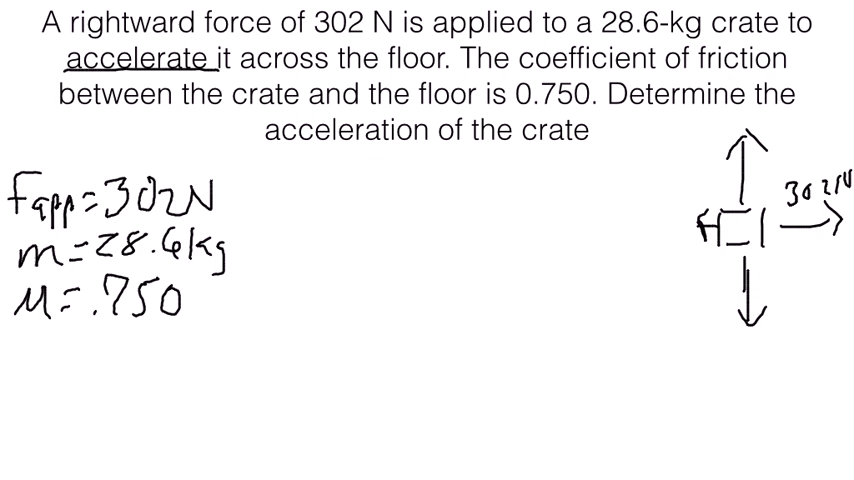 A rightward force of 302 N is applied to a 28.6-kg crate to
accelerate it across the floor. The coefficient of friction
between the crate and the floor is 0.750. Determine the
acceleration of the crate
302N
Fapp=302N
m=28.6kg
μ=.750